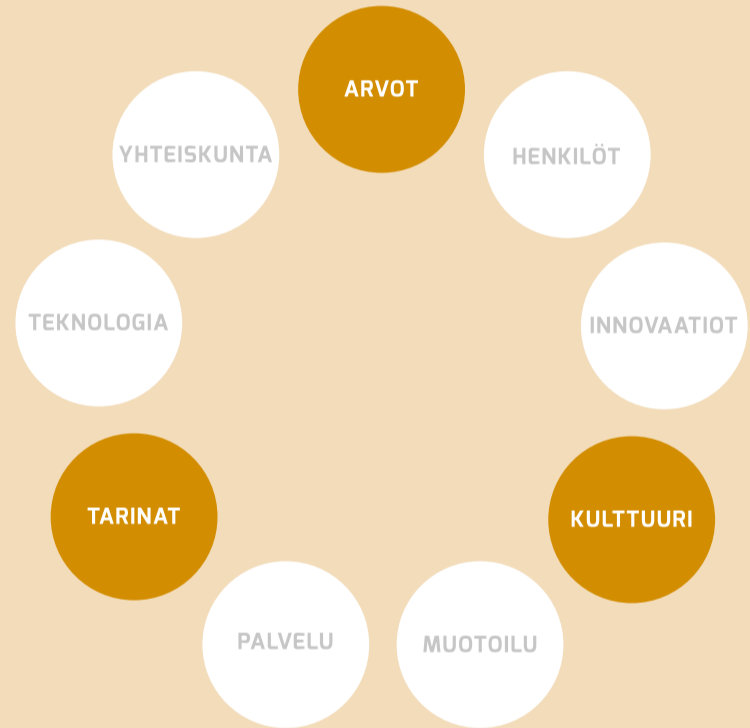 ARVOT
YHTEISKUNTA
HENKILÖT
TEKNOLOGIA
INNOVAATIOT
TARINAT
KULTTUURI
PALVELU
MUOTOILU